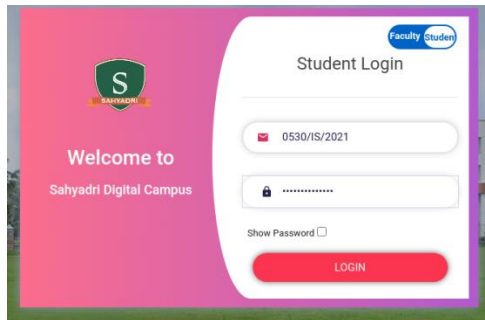 Faculty Studen
Student Login
S
SAHYADRI
0530/IS/2021
Welcome to
Sahyadri Digital Campus
Show Password
LOGIN